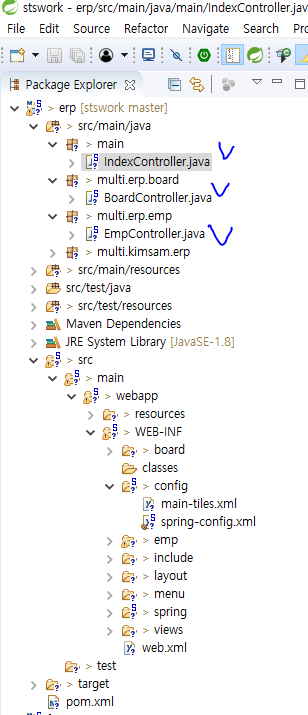 stswork - erp/src/main/java/main/IndexController.jav
File Edit Source Refactor Navigate Search Project
Package Explorer
> erp [stswork master]
> src/main/java
> main
> IndexController.java
> multi.erp.board
> BoardController.java
> multi.erp.emp
> EmpController.java
> multi.kimsam.erp
> src/main/resources
src/test/java
> src/test/resources
Maven Dependencies
JRE System Library [JavaSE-1.8]
> src
> main
> webapp
> resources
> WEB-INF
> board
classes
> config
main-tiles.xml
spring-config.xml
> emp
> include
> layout
> menu
> spring
> views
web.xml
> test
> target
pom.xml